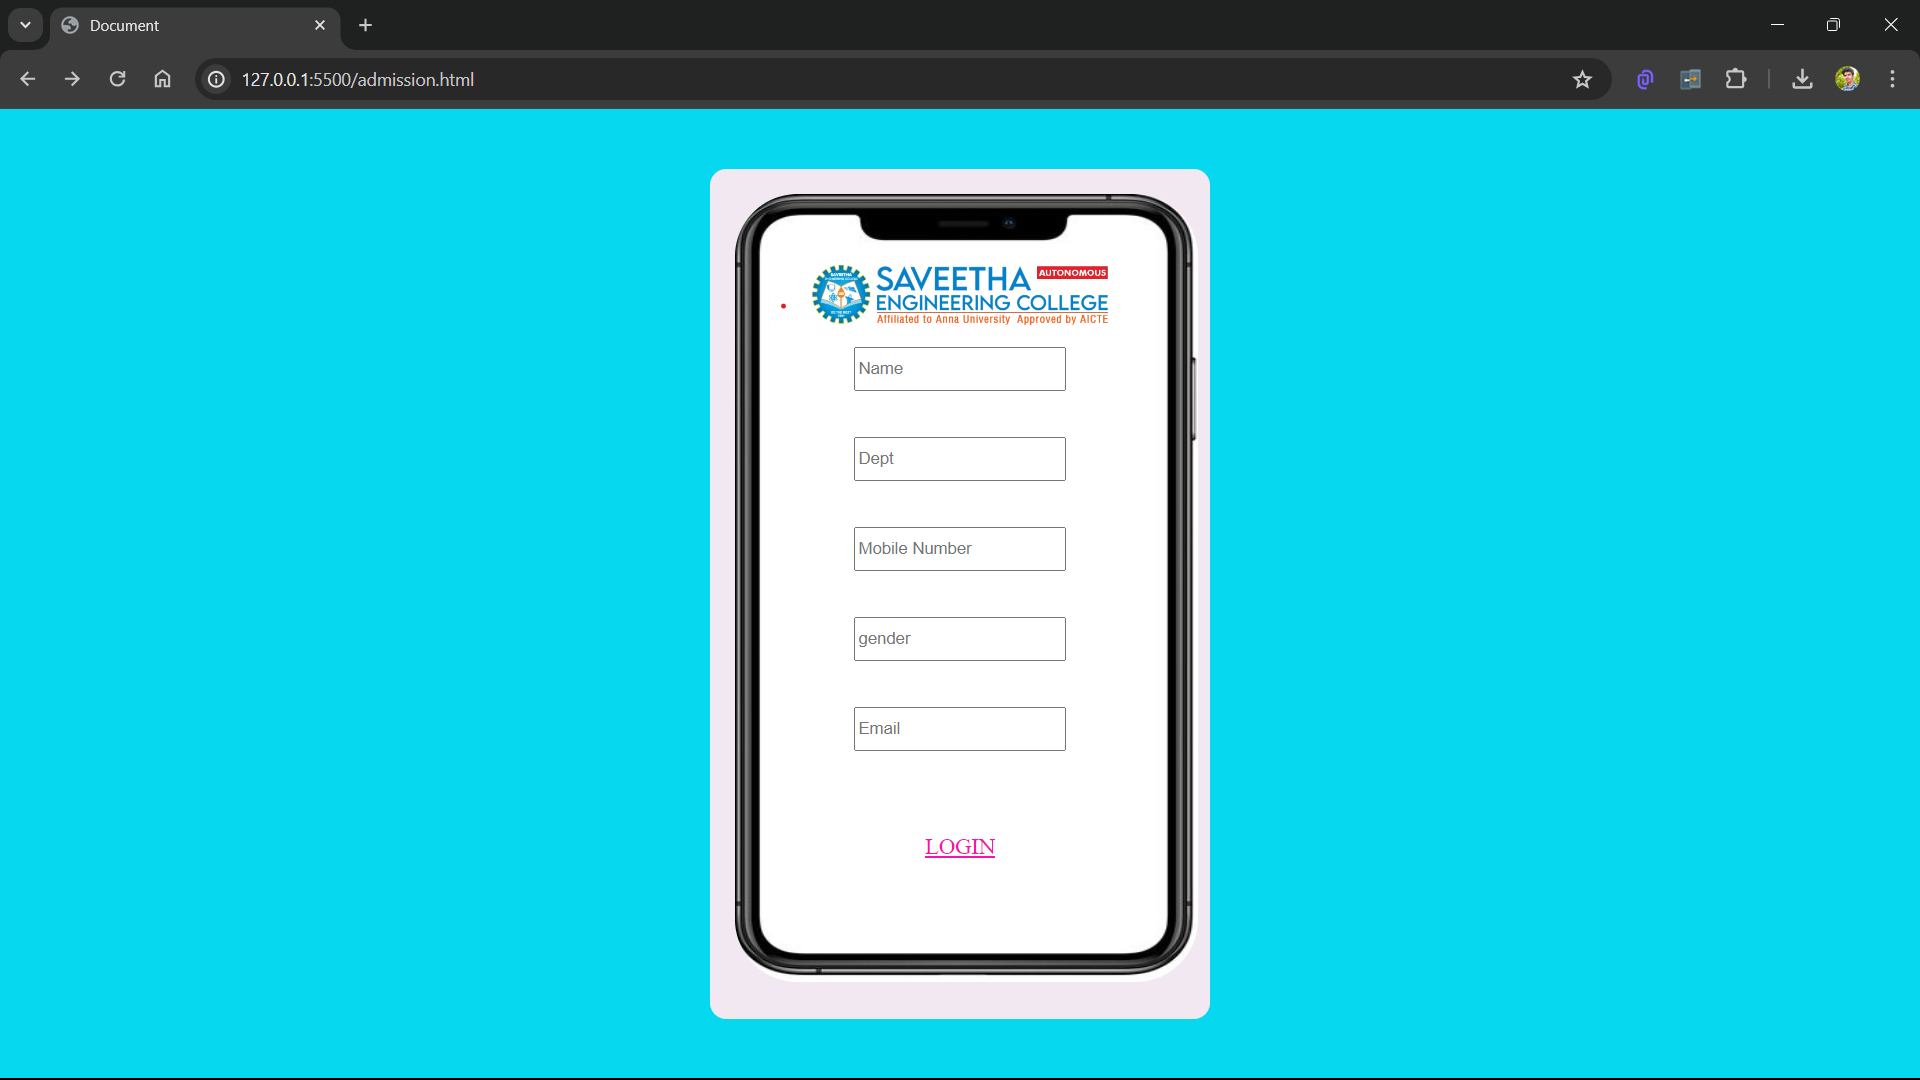 Document
127.0.0.1:5500/admission.html
SAVEETHA AUTONOMOUS
ENGINEERING COLLEGE
Affiliated to Anna University Approved by AICTE
SAVEETHA
Name
Dept
Mobile Number
gender
Email
LOGIN